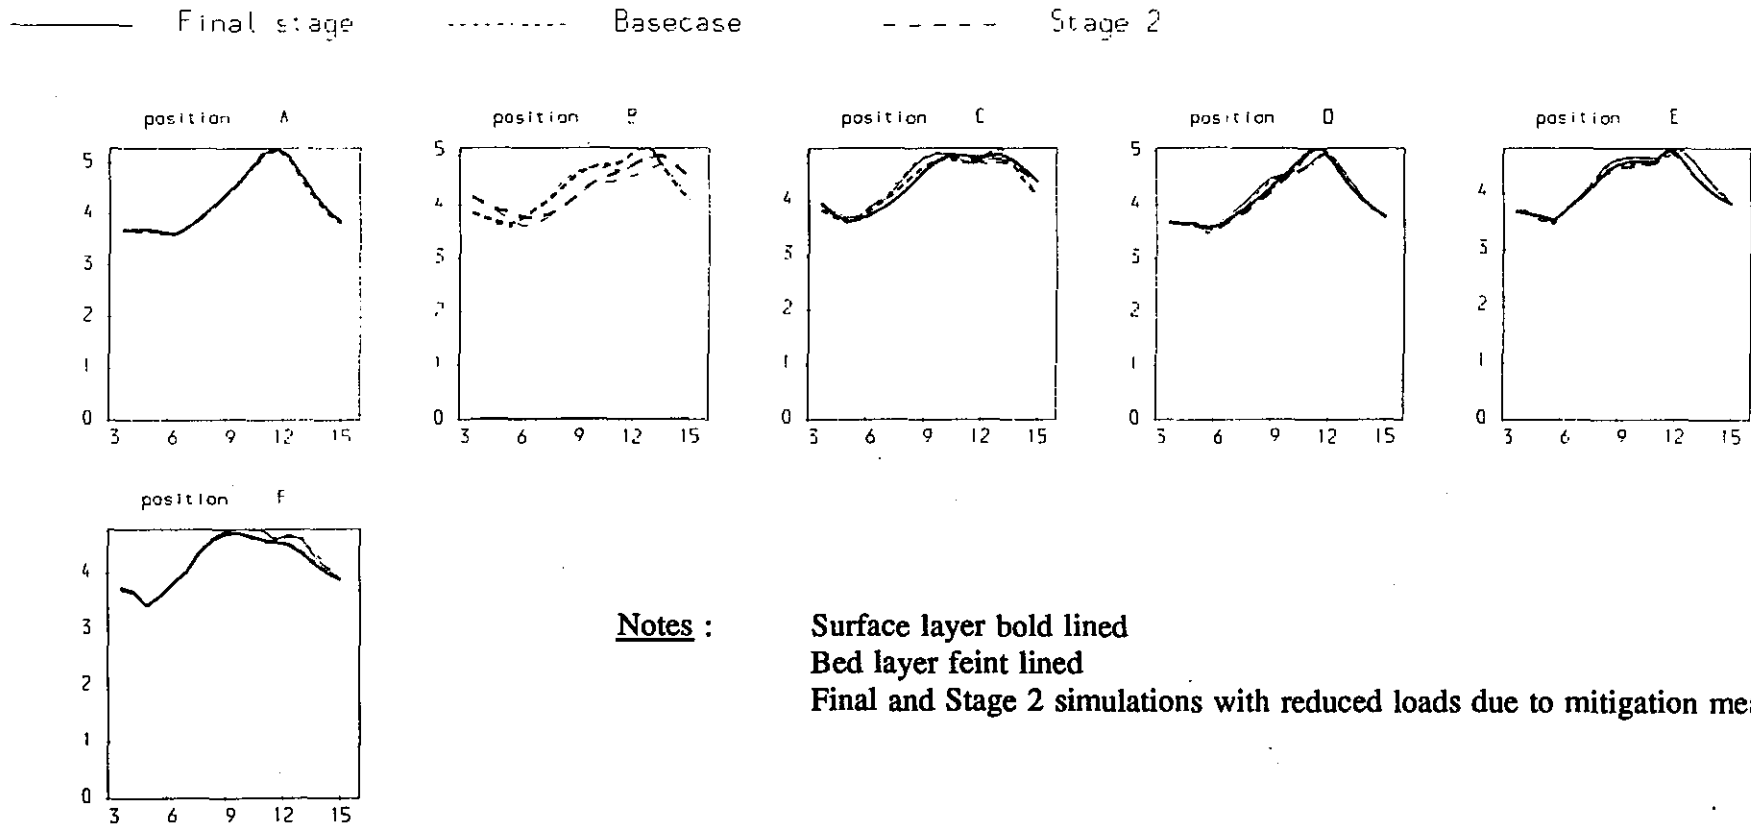 Final stage Basecase Stage 2
position A position B position C position D position E
5 5 5 5 5
4 4 4 4 4
3 3 3 3 3
2 2 2 2 2
1 1 1 1 1
0 0 0 0 0
3 6 9 12 15 3 6 9 12 15 3 6 9 12 15 3 6 9 12 15 3 6 9 12 15
position F
4
3
2
1
0
3 6 9 12 15
Notes : Surface layer bold lined
Bed layer feint lined
Final and Stage 2 simulations with reduced loads due to mitigation